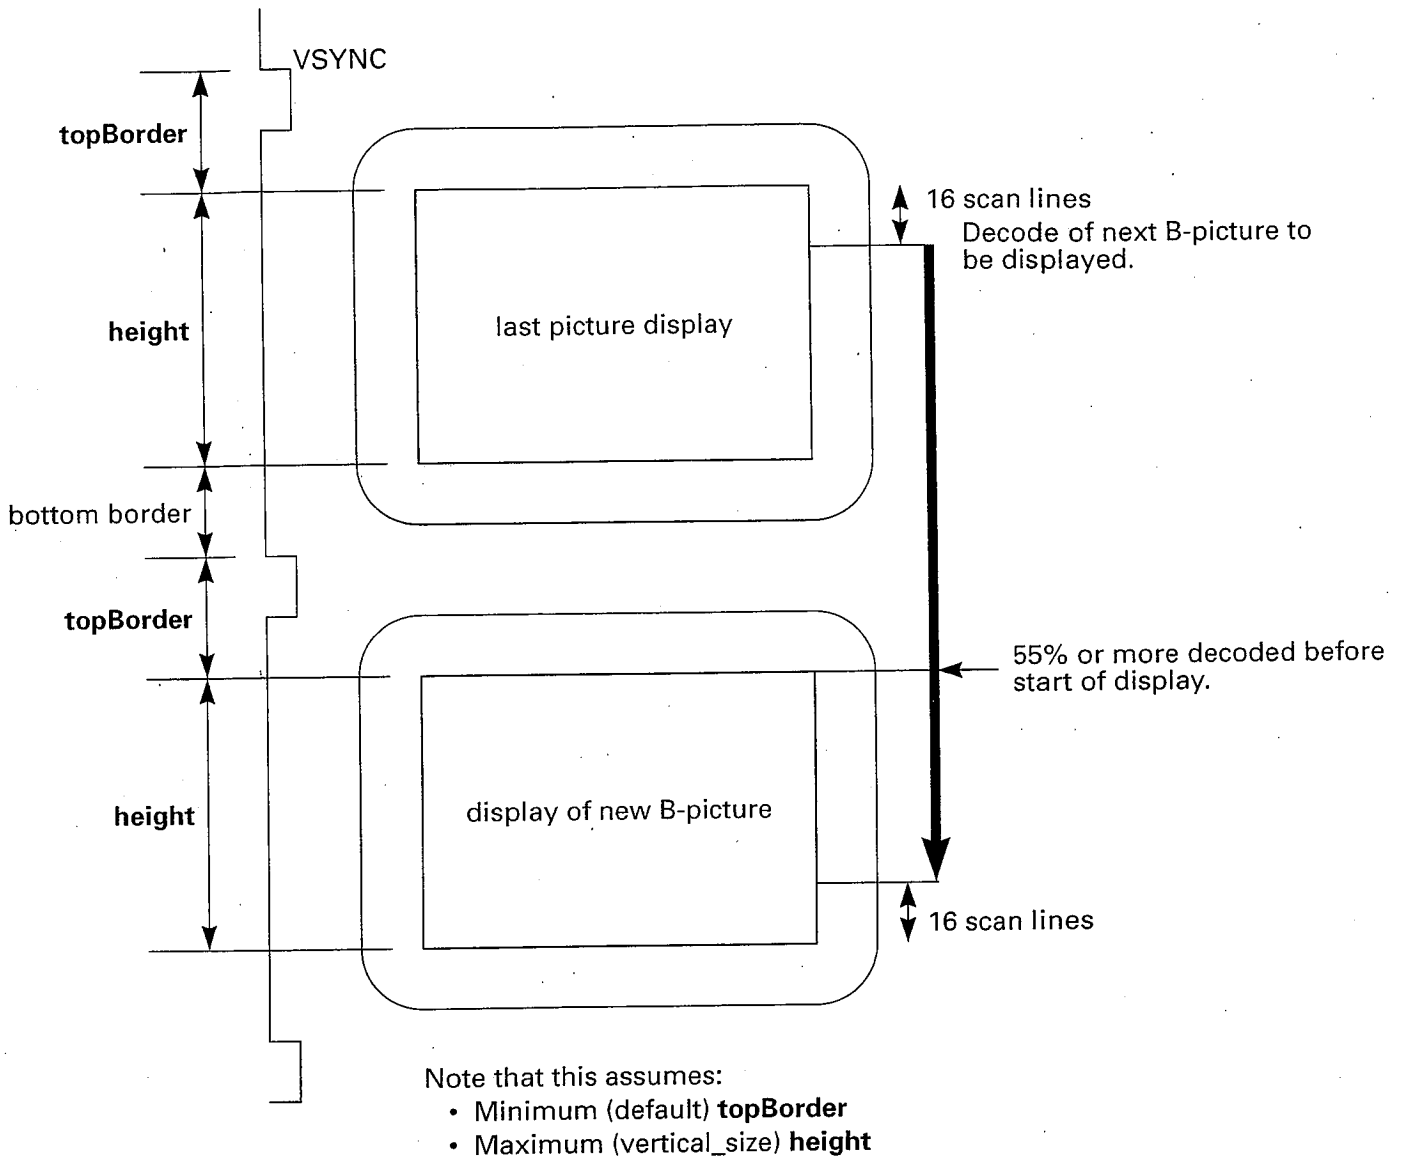 VSYNC
topBorder
16 scan lines
Decode of next B-picture to
be displayed.
height
last picture display
bottom border
topBorder
55% or more decoded before
start of display.
height
display of new B-picture
16 scan lines
Note that this assumes:
• Minimum (default) topBorder
• Maximum (vertical_size) height